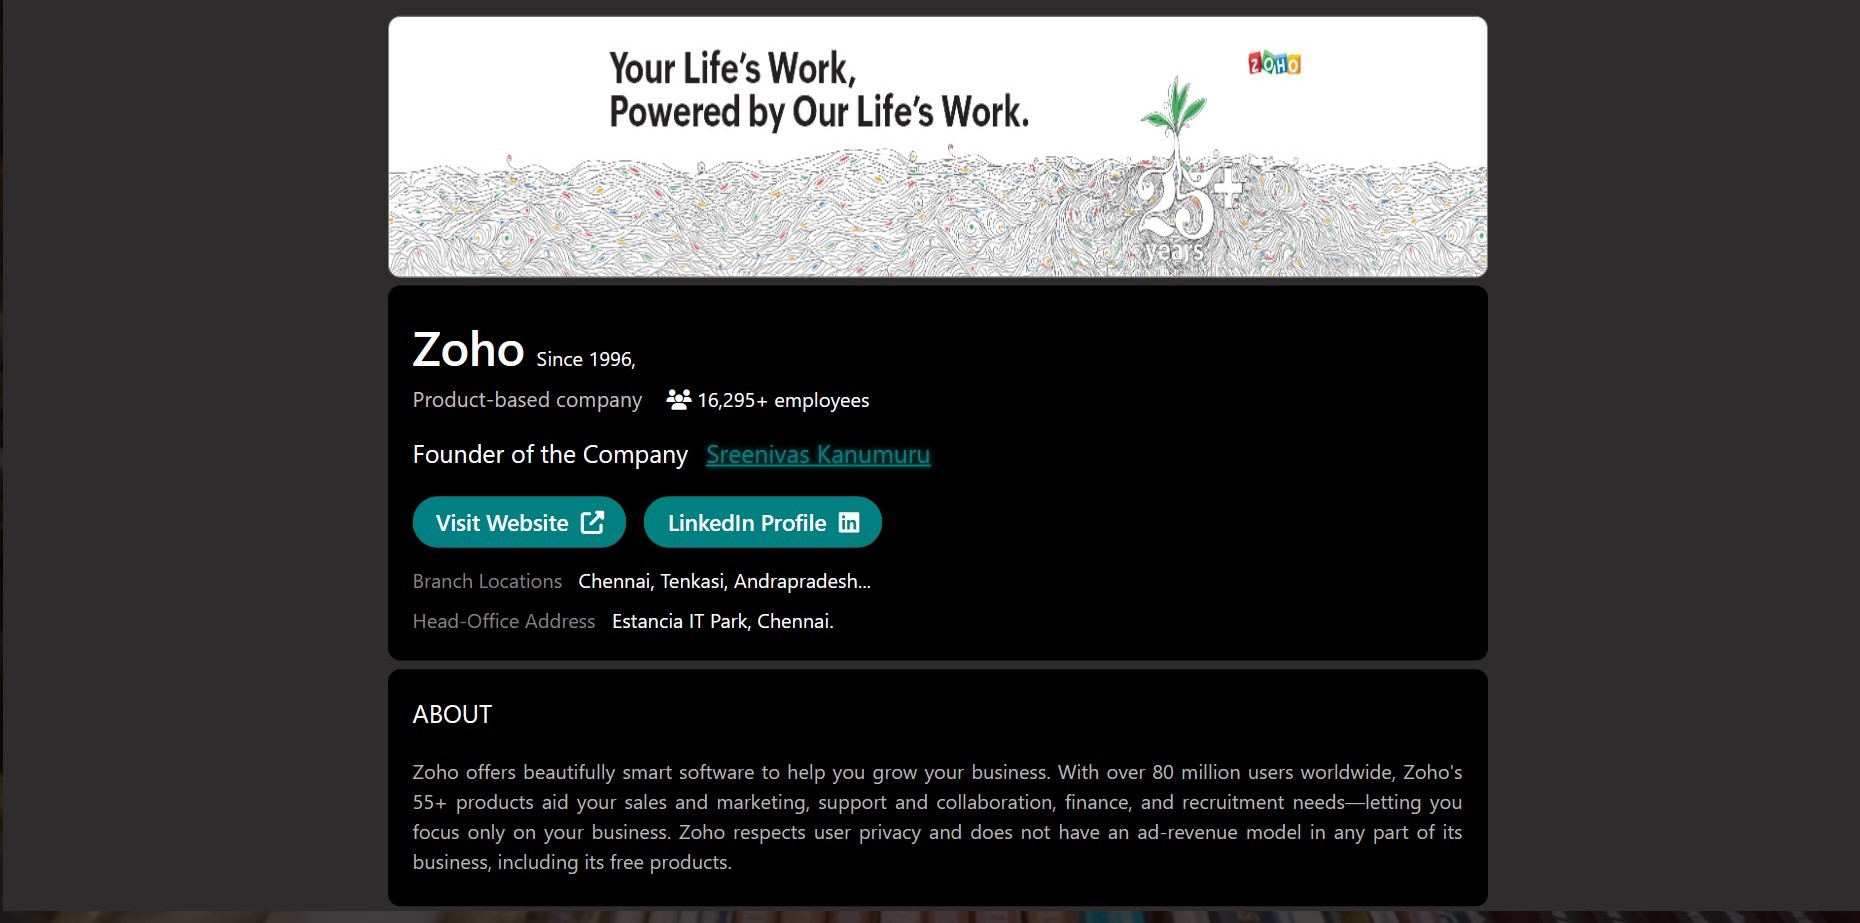 Your Life’s Work,
Powered by Our Life’s Work.
ZOHO
25+
years
Zoho Since 1996,
Product-based company 16,295+ employees
Founder of the Company Sreenivas Kanumuru
Visit Website LinkedIn Profile in
Branch Locations Chennai, Tenkasi, Andrapradesh...
Head-Office Address Estancia IT Park, Chennai.
ABOUT
Zoho offers beautifully smart software to help you grow your business. With over 80 million users worldwide, Zoho's
55+ products aid your sales and marketing, support and collaboration, finance, and recruitment needs—letting you
focus only on your business. Zoho respects user privacy and does not have an ad-revenue model in any part of its
business, including its free products.